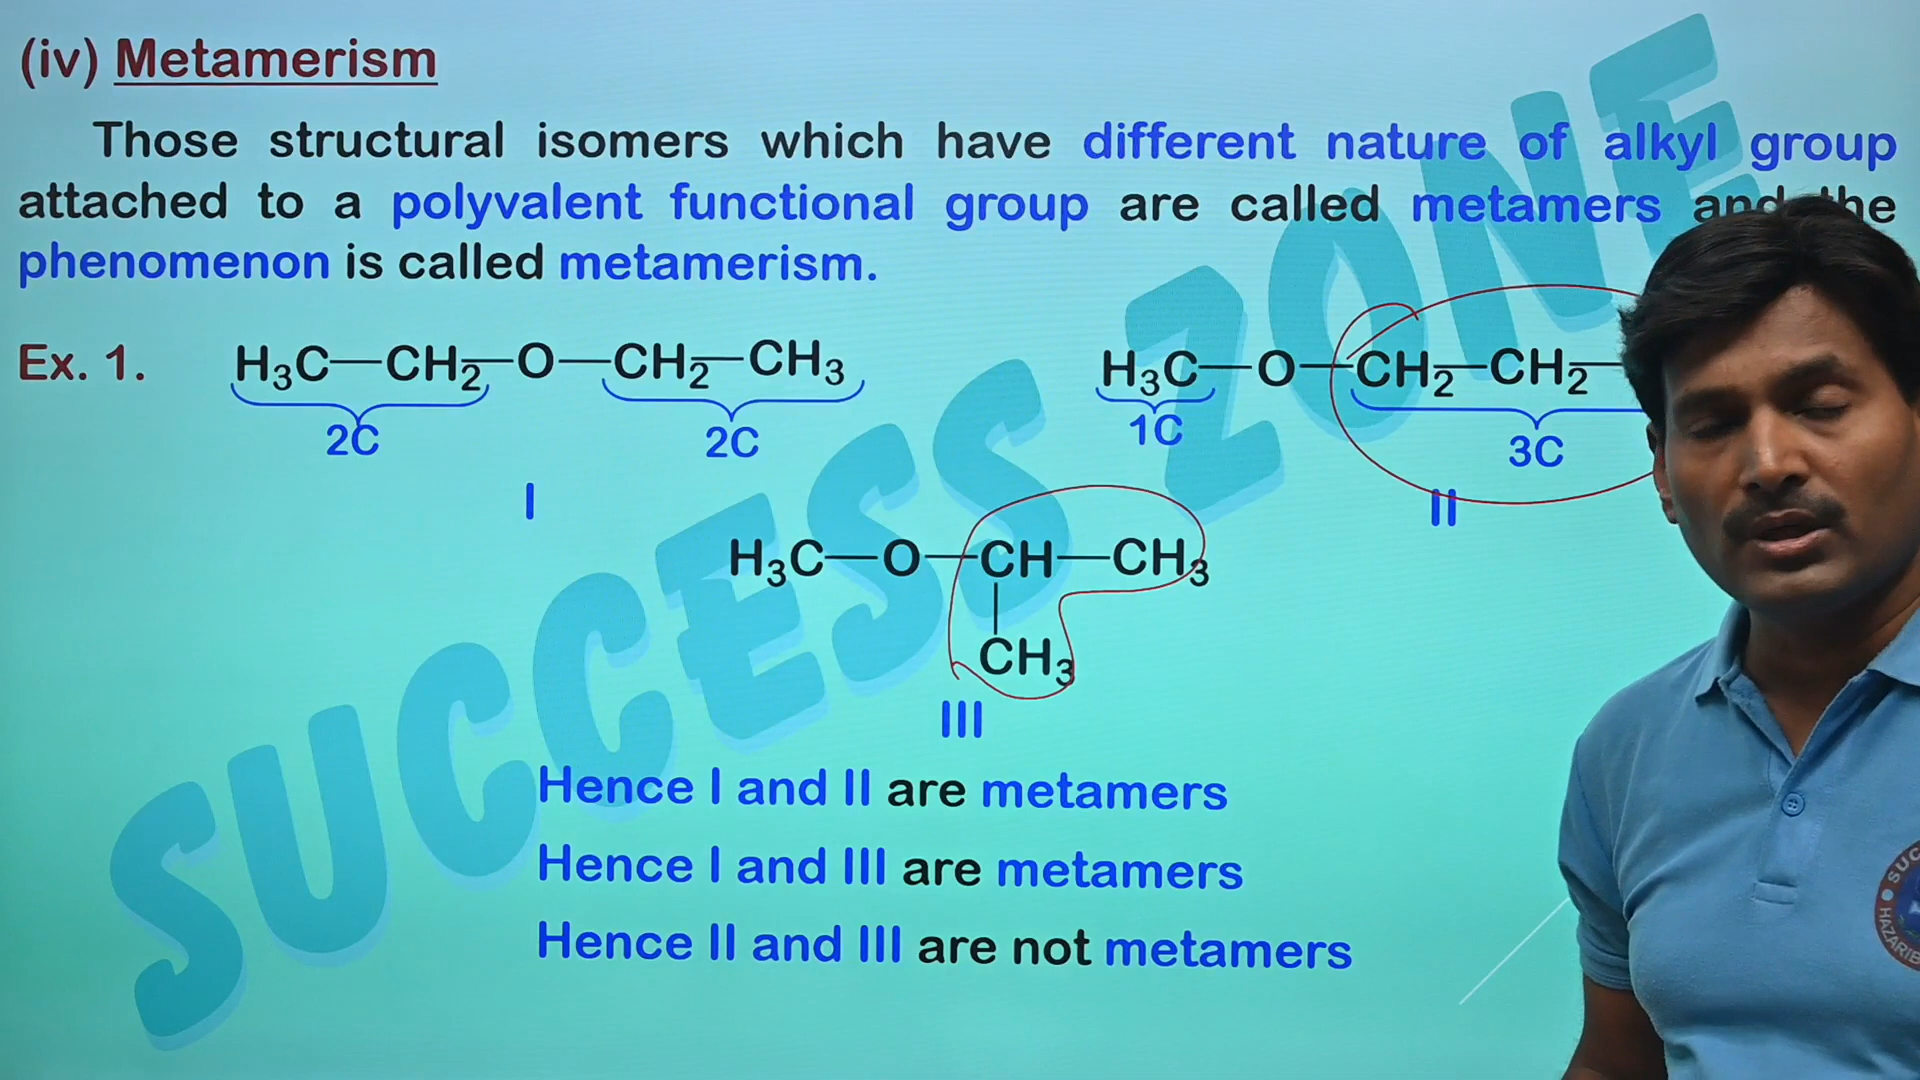 (iv) Metamerism
Those structural isomers which have different nature of alkyl group
attached to a polyvalent functional group are called metamers and the
phenomenon is called metamerism.
Ex. 1. H₃C—CH₂—O—CH₂—CH₃ H₃C—O—CH₂—CH₂—
2C 2C 1C 3C
I II
H₃C—O—CH—CH₃
CH₃
III
Hence I and II are metamers
Hence I and III are metamers
Hence II and III are not metamers
SUCCESS ZONE